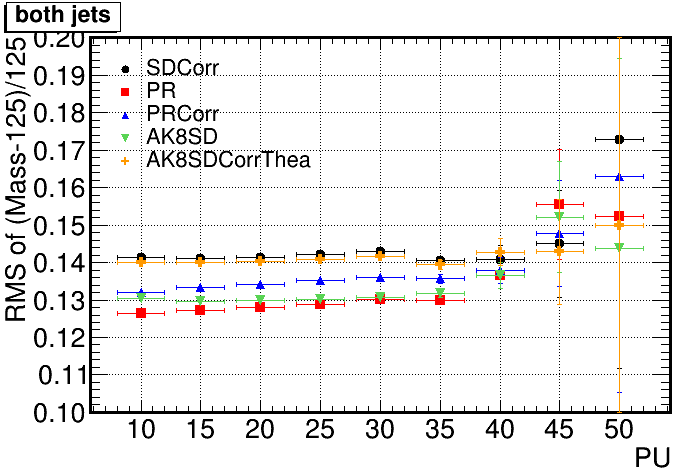 both jets
RMS of (Mass-125)/125
0.20
0.19
0.18
0.17
0.16
0.15
0.14
0.13
0.12
0.11
0.10
SDCorr
PR
PRCorr
AK8SD
AK8SDCorrThea
10 15 20 25 30 35 40 45 50
PU